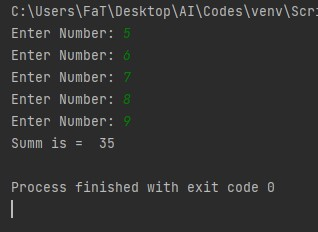 C:\Users\FaT\Desktop\AI\Codes\venv\Scri
Enter Number: 5
Enter Number: 6
Enter Number: 7
Enter Number: 8
Enter Number: 9
Summ is =  35
Process finished with exit code 0